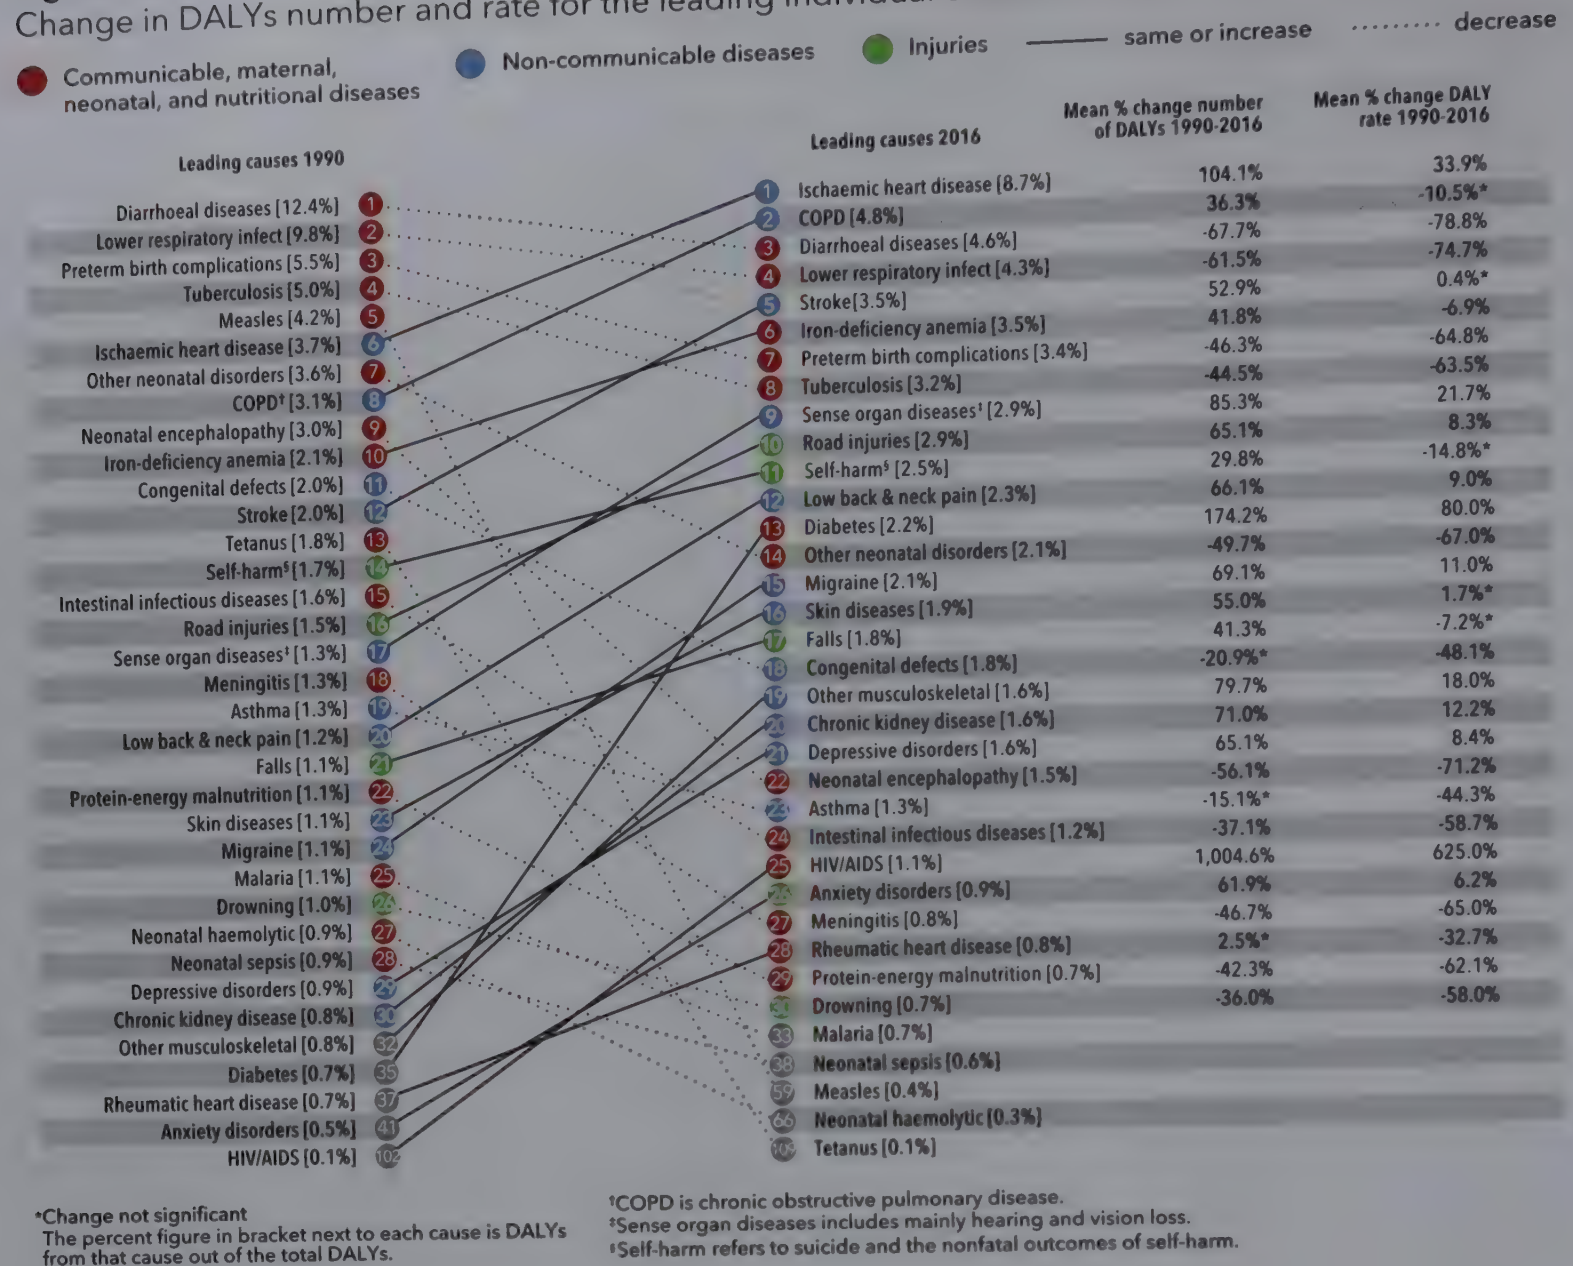 Change in DALYs number and rate for the leading
Communicable, maternal,
neonatal, and nutritional diseases
Non-communicable diseases
Injuries
same or increase
decrease
Leading causes 1990
Leading causes 2016
Mean % change number
of DALYs 1990-2016
Mean % change DALY
rate 1990-2016
Diarrhoeal diseases [12.4%] 1
Lower respiratory infect [9.8%] 2
Preterm birth complications [5.5%] 3
Tuberculosis [5.0%] 4
Measles [4.2%] 5
Ischaemic heart disease [3.7%] 6
Other neonatal disorders [3.6%] 7
COPD† [3.1%] 8
Neonatal encephalopathy [3.0%] 9
Iron-deficiency anemia [2.1%] 10
Congenital defects [2.0%] 11
Stroke [2.0%] 12
Tetanus [1.8%] 13
Self-harm§ [1.7%] 14
Intestinal infectious diseases [1.6%] 15
Road injuries [1.5%] 16
Sense organ diseases‡ [1.3%] 17
Meningitis [1.3%] 18
Asthma [1.3%] 19
Low back & neck pain [1.2%] 20
Falls [1.1%] 21
Protein-energy malnutrition [1.1%] 22
Skin diseases [1.1%] 23
Migraine [1.1%] 24
Malaria [1.1%] 25
Drowning [1.0%] 26
Neonatal haemolytic [0.9%] 27
Neonatal sepsis [0.9%] 28
Depressive disorders [0.9%] 29
Chronic kidney disease [0.8%] 30
Other musculoskeletal [0.8%] 32
Diabetes [0.7%] 35
Rheumatic heart disease [0.7%] 37
Anxiety disorders [0.5%] 41
HIV/AIDS [0.1%] 102
1 Ischaemic heart disease [8.7%] 104.1% 33.9%
2 COPD [4.8%] 36.3% -10.5%*
3 Diarrhoeal diseases [4.6%] -67.7% -78.8%
4 Lower respiratory infect [4.3%] -61.5% -74.7%
5 Stroke[3.5%] 52.9% 0.4%*
6 Iron-deficiency anemia [3.5%] 41.8% -6.9%
7 Preterm birth complications [3.4%] -46.3% -64.8%
8 Tuberculosis [3.2%] -44.5% -63.5%
9 Sense organ diseases‡ [2.9%] 85.3% 21.7%
10 Road injuries [2.9%] 65.1% 8.3%
11 Self-harm§ [2.5%] 29.8% -14.8%*
12 Low back & neck pain [2.3%] 66.1% 9.0%
13 Diabetes [2.2%] 174.2% 80.0%
14 Other neonatal disorders [2.1%] -49.7% -67.0%
15 Migraine [2.1%] 69.1% 11.0%
16 Skin diseases [1.9%] 55.0% 1.7%*
17 Falls [1.8%] 41.3% -7.2%*
18 Congenital defects [1.8%] -20.9%* -48.1%
19 Other musculoskeletal [1.6%] 79.7% 18.0%
20 Chronic kidney disease [1.6%] 71.0% 12.2%
21 Depressive disorders [1.6%] 65.1% 8.4%
22 Neonatal encephalopathy [1.5%] -56.1% -71.2%
23 Asthma [1.3%] -15.1%* -44.3%
24 Intestinal infectious diseases [1.2%] -37.1% -58.7%
25 HIV/AIDS [1.1%] 1,004.6% 625.0%
26 Anxiety disorders [0.9%] 61.9% 6.2%
27 Meningitis [0.8%] -46.7% -65.0%
28 Rheumatic heart disease [0.8%] 2.5%* -32.7%
29 Protein-energy malnutrition [0.7%] -42.3% -62.1%
30 Drowning [0.7%] -36.0% -58.0%
33 Malaria [0.7%]
38 Neonatal sepsis [0.6%]
59 Measles [0.4%]
66 Neonatal haemolytic [0.3%]
Tetanus [0.1%]
*Change not significant
The percent figure in bracket next to each cause is DALYs
from that cause out of the total DALYs.
†COPD is chronic obstructive pulmonary disease.
‡Sense organ diseases includes mainly hearing and vision loss.
§Self-harm refers to suicide and the nonfatal outcomes of self-harm.